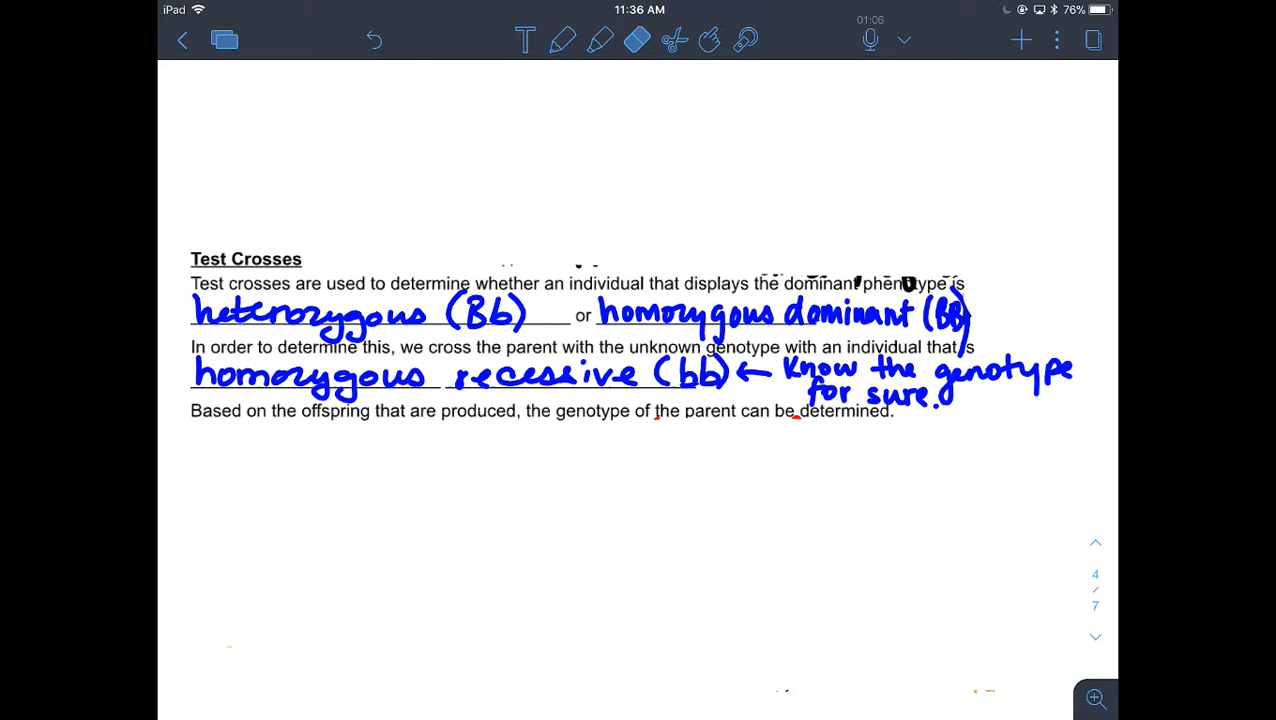 iPad 11:36 AM 76%
01:06
T
Test Crosses
Test crosses are used to determine whether an individual that displays the dominant phenotype is
heterozygous (Bb) or homozygous dominant (BB)
In order to determine this, we cross the parent with the unknown genotype with an individual that is
homozygous recessive (bb) ← Know the genotype
for sure.
Based on the offspring that are produced, the genotype of the parent can be determined.
4
/
7